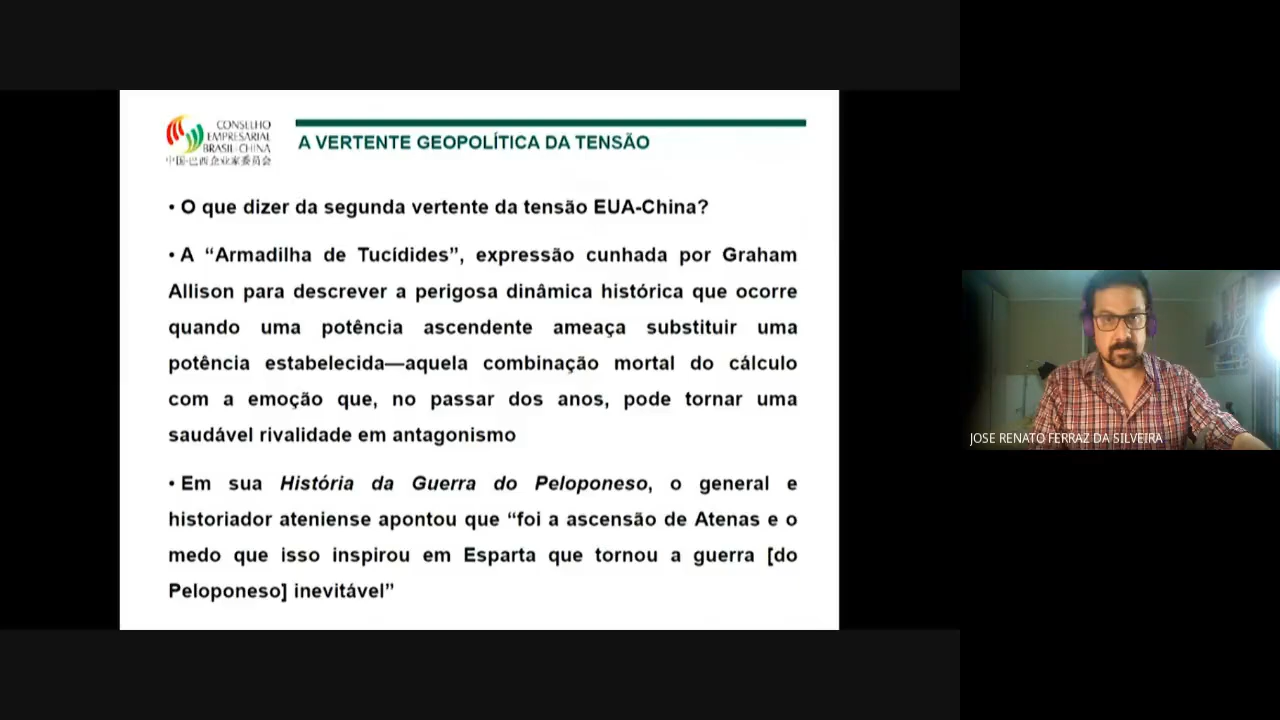 CONSELHO
EMPRESARIAL
BRASIL-CHINA
中国-巴西企业家委员会
A VERTENTE GEOPOLÍTICA DA TENSÃO
• O que dizer da segunda vertente da tensão EUA-China?
• A “Armadilha de Tucídides”, expressão cunhada por Graham
Allison para descrever a perigosa dinâmica histórica que ocorre
quando uma potência ascendente ameaça substituir uma
potência estabelecida—aquela combinação mortal do cálculo
com a emoção que, no passar dos anos, pode tornar uma
saudável rivalidade em antagonismo
• Em sua História da Guerra do Peloponeso, o general e
historiador ateniense apontou que “foi a ascensão de Atenas e o
medo que isso inspirou em Esparta que tornou a guerra [do
Peloponeso] inevitável”
JOSE RENATO FERRAZ DA SILVEIRA